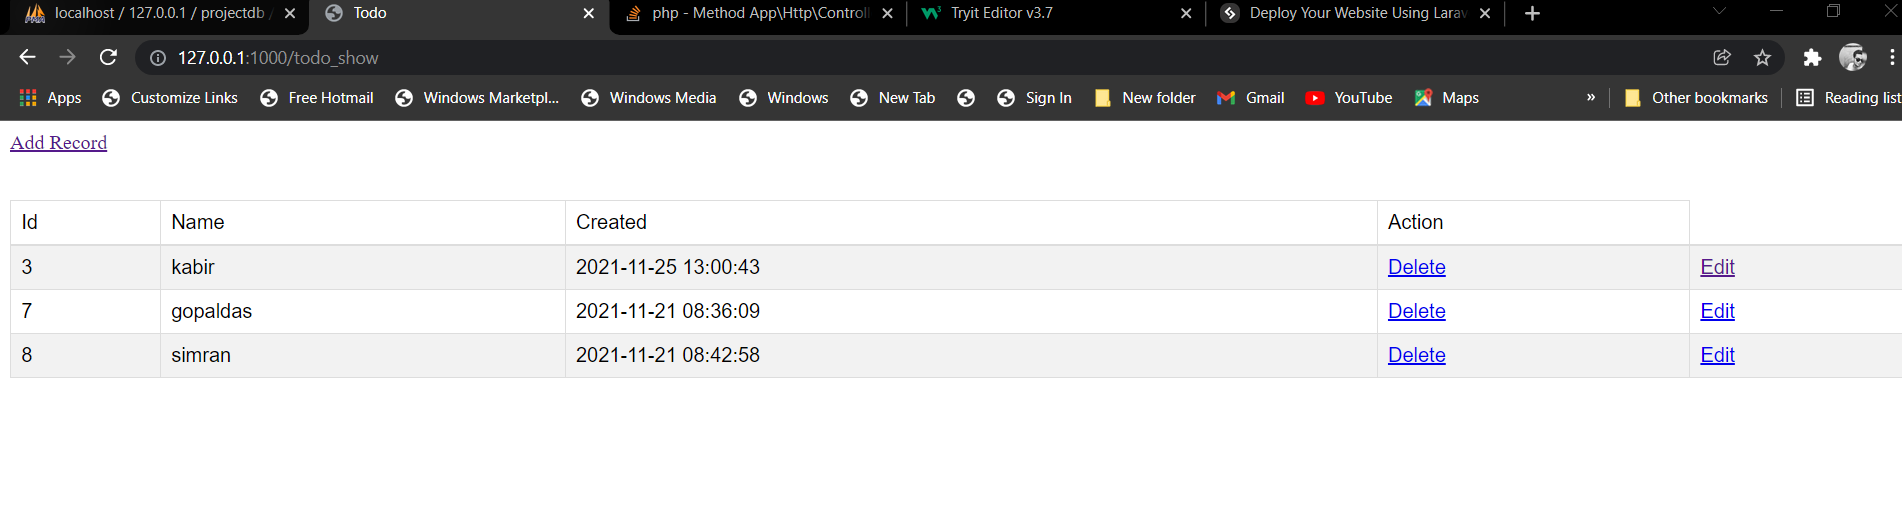 localhost / 127.0.0.1 / projectdb / Todo php - Method App\Http\Controll Tryit Editor v3.7 Deploy Your Website Using Larav
127.0.0.1:1000/todo_show
Apps Customize Links Free Hotmail Windows Marketpl... Windows Media Windows New Tab Sign In New folder Gmail YouTube Maps » Other bookmarks Reading list
Add Record
Id Name Created Action
3 kabir 2021-11-25 13:00:43 Delete Edit
7 gopaldas 2021-11-21 08:36:09 Delete Edit
8 simran 2021-11-21 08:42:58 Delete Edit